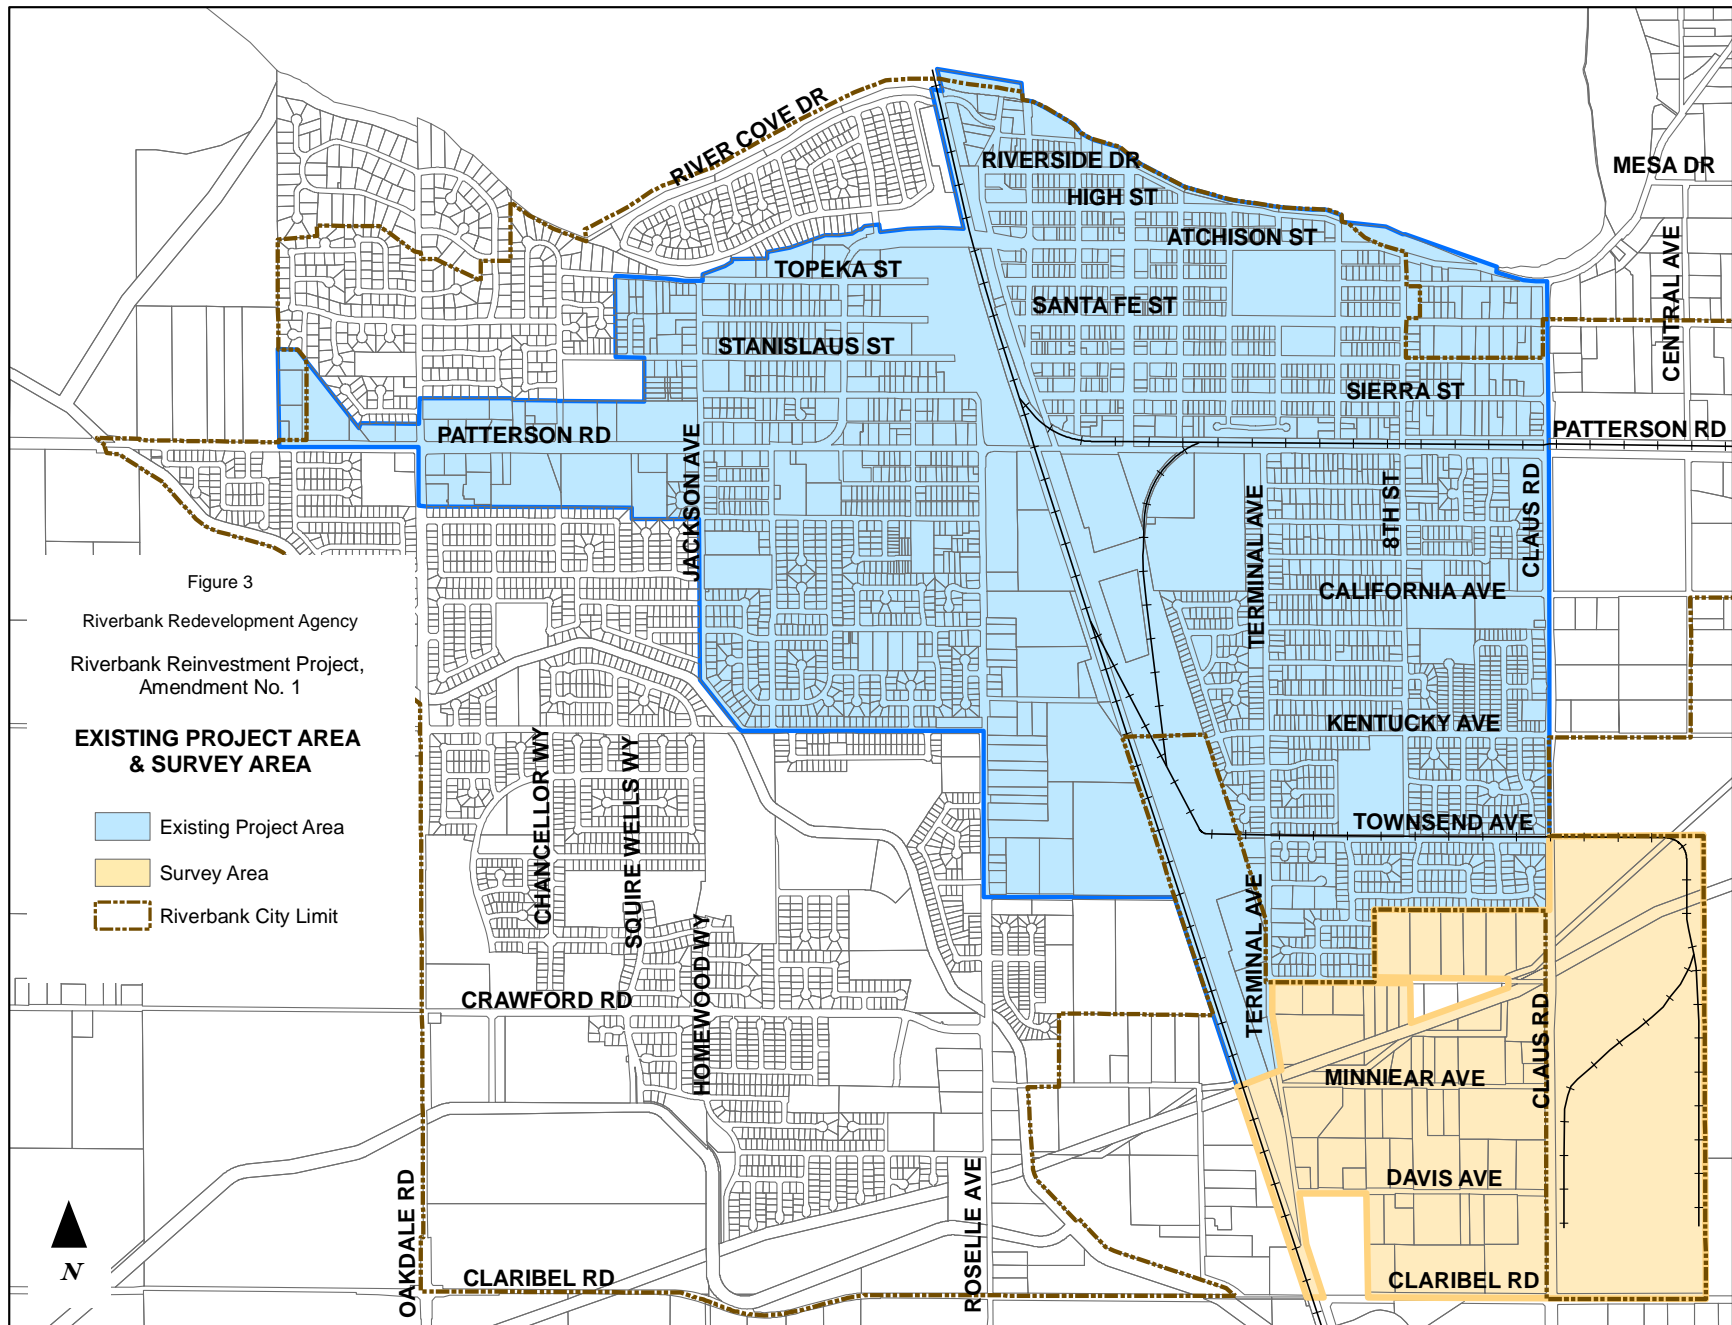 RIVER COVE DR
RIVERSIDE DR
MESA DR
HIGH ST
ATCHISON ST
CENTRAL AVE
TOPEKA ST
SANTA FE ST
STANISLAUS ST
SIERRA ST
PATTERSON RD
PATTERSON RD
JACKSON AVE
TERMINAL AVE
8TH ST
CLAUS RD
CALIFORNIA AVE
Figure 3
Riverbank Redevelopment Agency
Riverbank Reinvestment Project,
Amendment No. 1
EXISTING PROJECT AREA
& SURVEY AREA
Existing Project Area
Survey Area
Riverbank City Limit
KENTUCKY AVE
CHANCELLOR WY
SQUIRE WELLS WY
TOWNSEND AVE
HOMEWOOD WY
TERMINAL AVE
CRAWFORD RD
CLAUS RD
MINNIEAR AVE
DAVIS AVE
OAKDALE RD
ROSELLE AVE
CLARIBEL RD
CLARIBEL RD
N